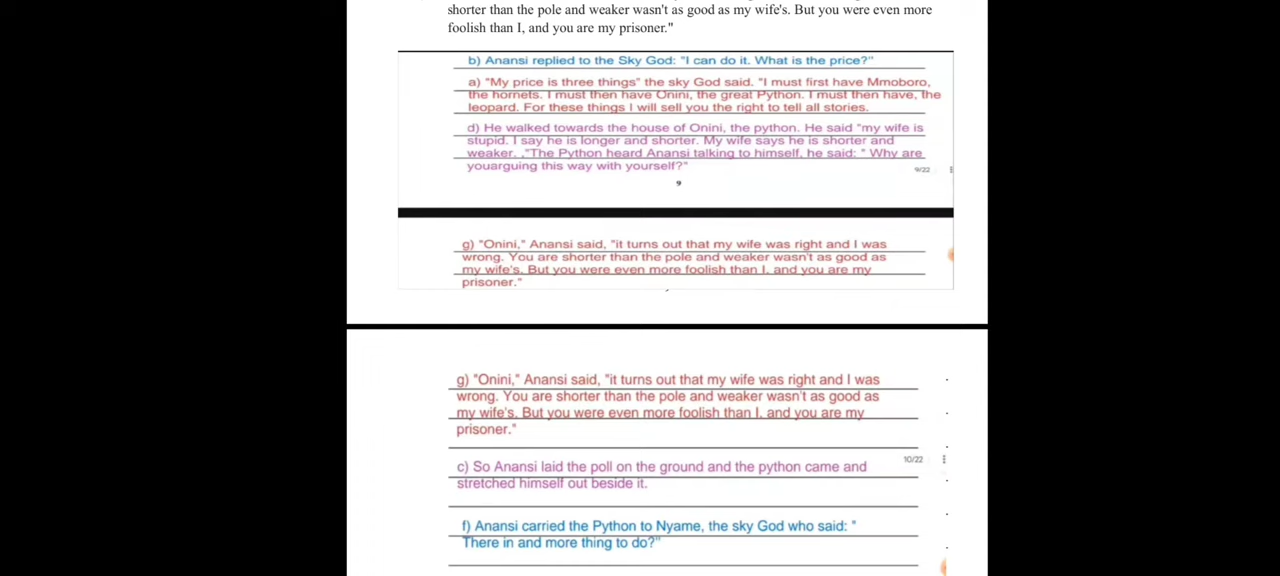 shorter than the pole and weaker wasn't as good as my wife's. But you were even more
foolish than I, and you are my prisoner."
b) Anansi replied to the Sky God: "I can do it. What is the price?"
a) "My price is three things" the sky God said. "I must first have Mmoboro,
the hornets. I must then have Onini, the great Python. I must then have, the
leopard. For these things I will sell you the right to tell all stories.
d) He walked towards the house of Onini, the python. He said "my wife is
stupid. I say he is longer and shorter. My wife says he is shorter and
weaker. ."The Python heard Anansi talking to himself, he said: " Why are
youarguing this way with yourself?"
9/22
9
g) "Onini," Anansi said, "it turns out that my wife was right and I was
wrong. You are shorter than the pole and weaker wasn't as good as
my wife's. But you were even more foolish than I, and you are my
prisoner."
g) "Onini," Anansi said, "it turns out that my wife was right and I was
wrong. You are shorter than the pole and weaker wasn't as good as
my wife's. But you were even more foolish than I, and you are my
prisoner."
10/22
c) So Anansi laid the poll on the ground and the python came and
stretched himself out beside it.
f) Anansi carried the Python to Nyame, the sky God who said: "
There in and more thing to do?"